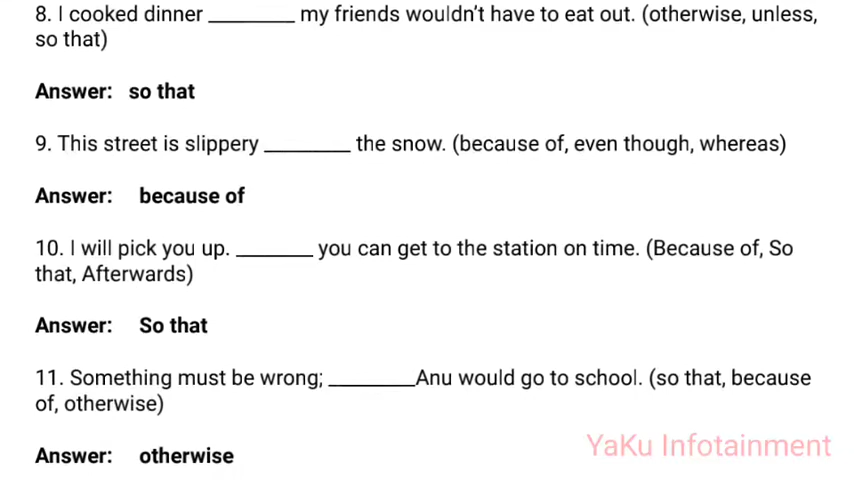 8. I cooked dinner ________ my friends wouldn't have to eat out. (otherwise, unless,
so that)
Answer: so that
9. This street is slippery ________ the snow. (because of, even though, whereas)
Answer: because of
10. I will pick you up. _______ you can get to the station on time. (Because of, So
that, Afterwards)
Answer: So that
11. Something must be wrong; ________Anu would go to school. (so that, because
of, otherwise)
Answer: otherwise
YaKu Infotainment